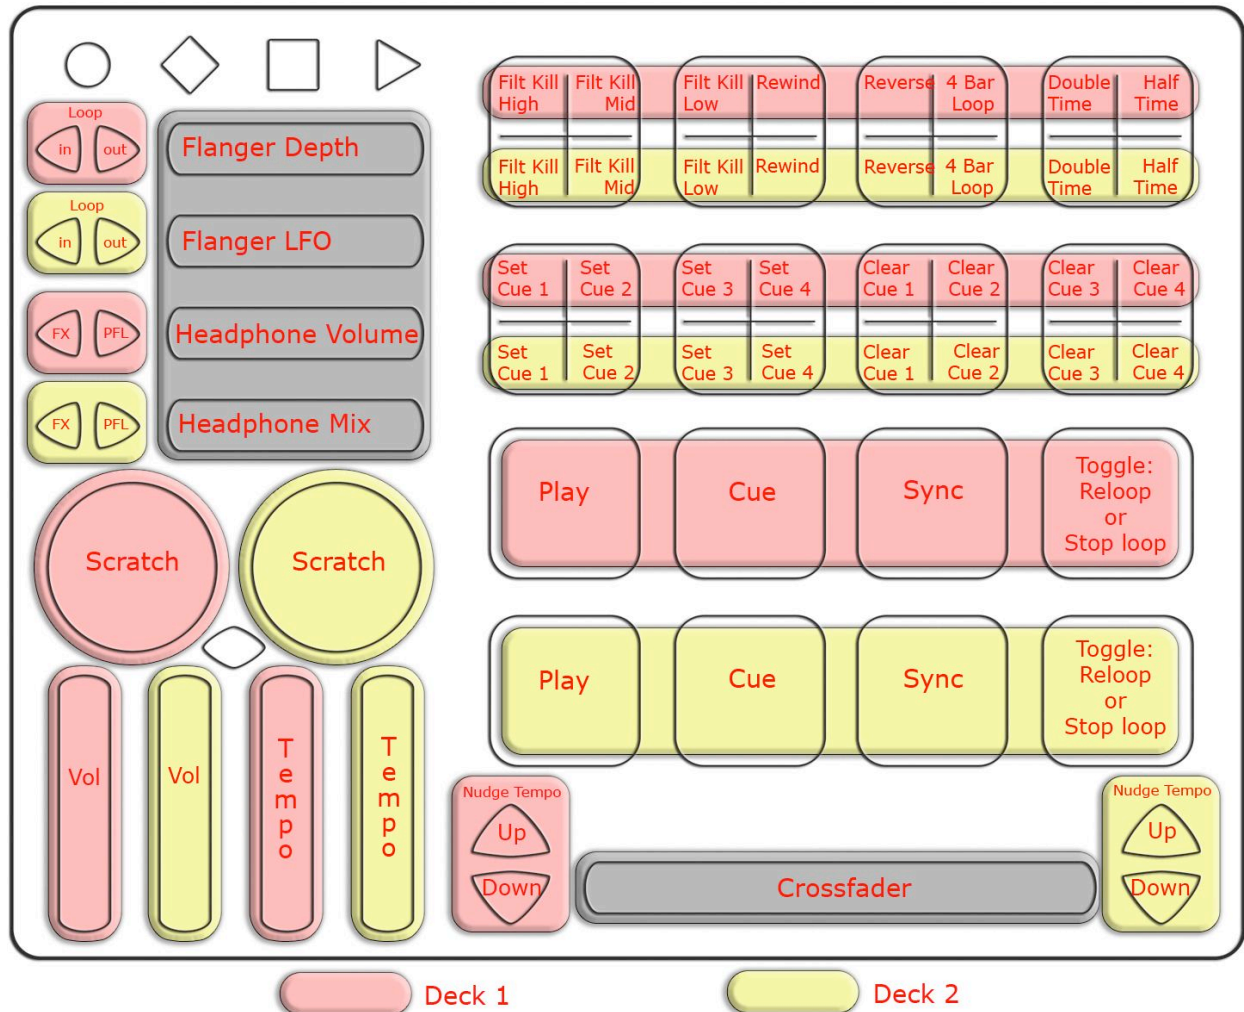 Filt Kill Filt Kill Filt Kill Rewind Reverse 4 Bar Double Half
High Mid Low Loop Time Time
Filt Kill Filt Kill Filt Kill Rewind Reverse 4 Bar Double Half
High Mid Low Loop Time Time
Loop
in out
Loop
in out
FX PFL
FX PFL
Flanger Depth
Flanger LFO
Headphone Volume
Headphone Mix
Set Set Set Set Clear Clear Clear Clear
Cue 1 Cue 2 Cue 3 Cue 4 Cue 1 Cue 2 Cue 3 Cue 4
Set Set Set Set Clear Clear Clear Clear
Cue 1 Cue 2 Cue 3 Cue 4 Cue 1 Cue 2 Cue 3 Cue 4
Scratch Scratch
Play Cue Sync
Toggle:
Reloop
or
Stop loop
Play Cue Sync
Toggle:
Reloop
or
Stop loop
Vol Vol Tempo Tempo
Nudge Tempo
Up
Down
Crossfader
Nudge Tempo
Up
Down
Deck 1 Deck 2